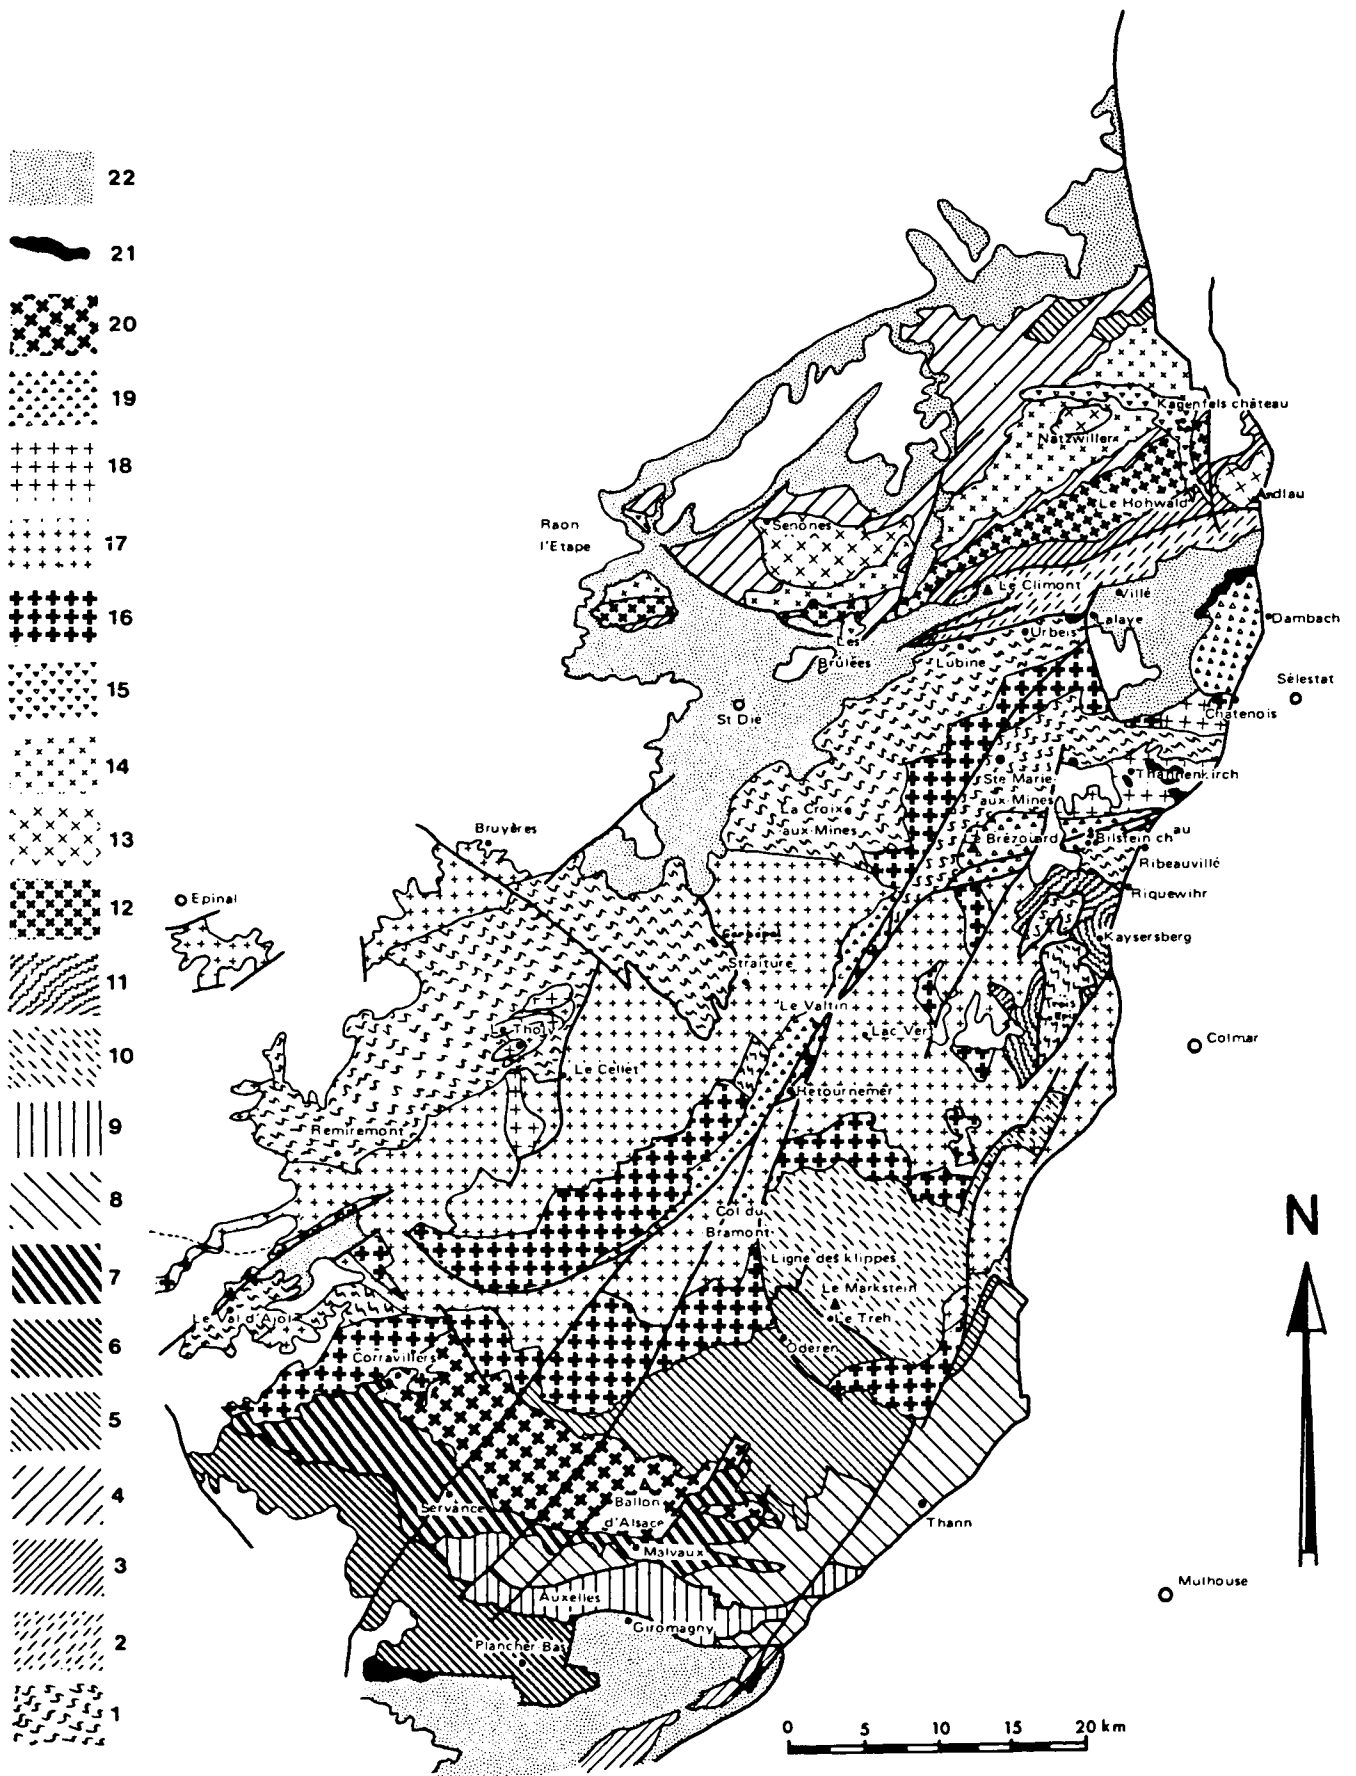 22
21
20
19
18
17
16
15
14
13
12
11
10
9
8
7
6
5
4
3
2
1
Kagenfels château
Natzwiller
Le Hohwald
Andlau
Raon
l'Etape
Senones
Le Climont
Villé
Lalaye
Dambach
Urbeis
Les
Brûlées
Lubine
Sélestat
St Dié
Châtenois
Ste Marie
aux Mines
Thannenkirch
La Croix
aux Mines
Brézouard
Bilstein chau
Ribeauvillé
Bruyères
Epinal
Riquewihr
Kaysersberg
Straiture
Le Valtin
Trois
Le Tholy
Lac Vert
Colmar
Le Cellet
Retournemer
Remiremont
N
Col du
Bramont
Ligne des klippes
Le Markstein
Le Treh
Le Val d'Ajol
Oderen
Corravillers
Servance
Ballon
d'Alsace
Thann
Malvaux
Mulhouse
Auxelles
Giromagny
Plancher Bas
0 5 10 15 20 km